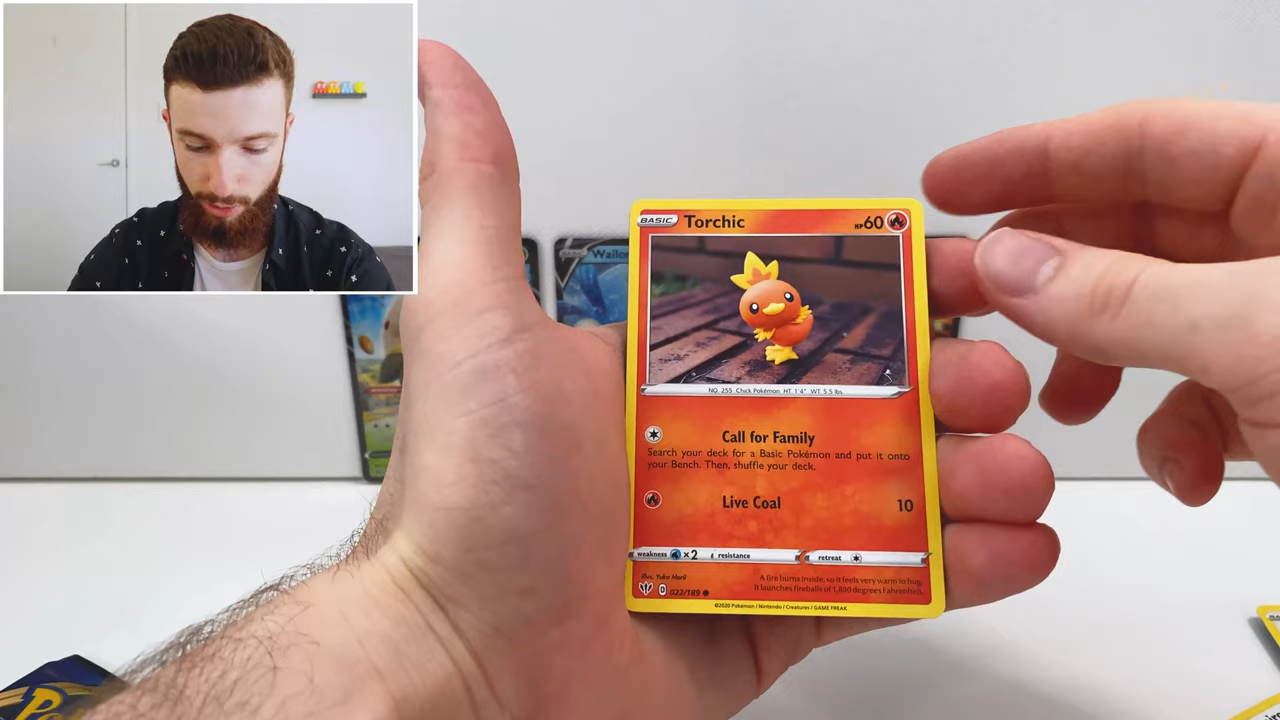 BASIC Torchic HP60
Wailor
NO. 255 Chick Pokémon HT: 1'4" WT: 5.5 lbs.
Call for Family
Search your deck for a Basic Pokémon and put it onto
your Bench. Then, shuffle your deck.
Live Coal 10
weakness ×2 resistance retreat
Illus. Yuka Morii
A fire burns inside, so it feels very warm to hug.
It launches fireballs of 1,800 degrees Fahrenheit.
D 022/189
©2020 Pokémon / Nintendo / Creatures / GAME FREAK